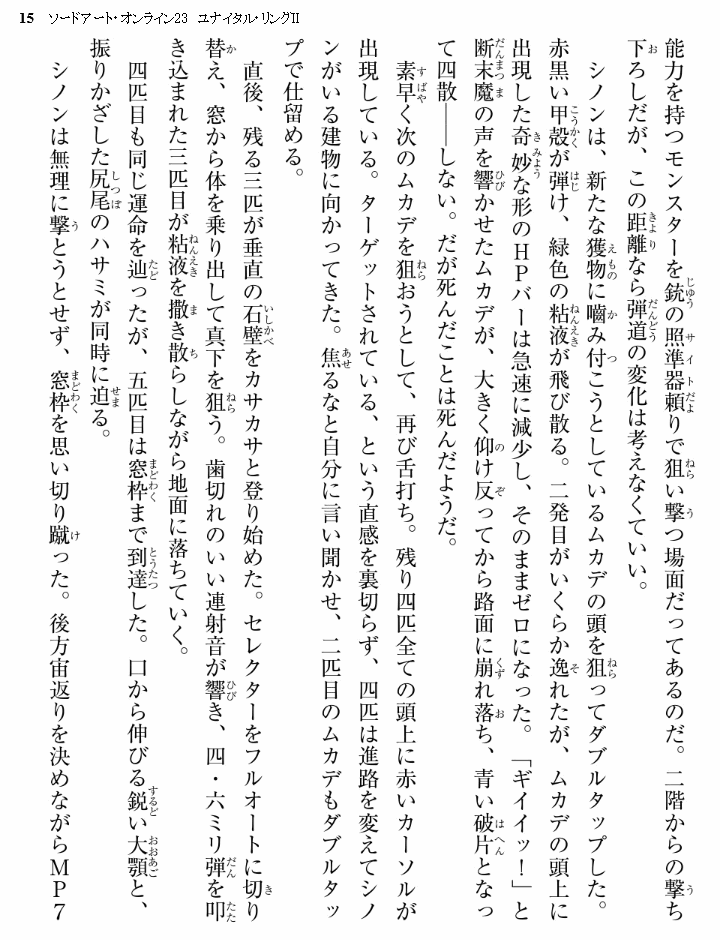 15 ソードアート・オンライン23 ユナイタル・リングⅡ
能力を持つモンスターを銃の照準器頼りで狙い撃つ場面だってあるのだ。二階からの撃ち
下ろしだが、この距離なら弾道の変化は考えなくていい。
シノンは、新たな獲物に嚙み付こうとしているムカデの頭を狙ってダブルタップした。
赤黒い甲殻が弾け、緑色の粘液が飛び散る。二発目がいくらか逸れたが、ムカデの頭上に
出現した奇妙な形のHPバーは急速に減少し、そのままゼロになった。「ギイイッ!」と
断末魔の声を響かせたムカデが、大きく仰け反ってから路面に崩れ落ち、青い破片となっ
て四散――しない。だが死んだことは死んだようだ。
素早く次のムカデを狙おうとして、再び舌打ち。残り四匹全ての頭上に赤いカーソルが
出現している。ターゲットされている、という直感を裏切らず、四匹は進路を変えてシノ
ンがいる建物に向かってきた。焦るなと自分に言い聞かせ、二匹目のムカデもダブルタッ
プで仕留める。
直後、残る三匹が垂直の石壁をカサカサと登り始めた。セレクターをフルオートに切り
替え、窓から体を乗り出して真下を狙う。歯切れのいい連射音が響き、四・六ミリ弾を叩
き込まれた三匹目が粘液を撒き散らしながら地面に落ちていく。
四匹目も同じ運命を辿ったが、五匹目は窓枠まで到達した。口から伸びる鋭い大顎と、
振りかざした尻尾のハサミが同時に迫る。
シノンは無理に撃とうとせず、窓枠を思い切り蹴った。後方宙返りを決めながらMP7